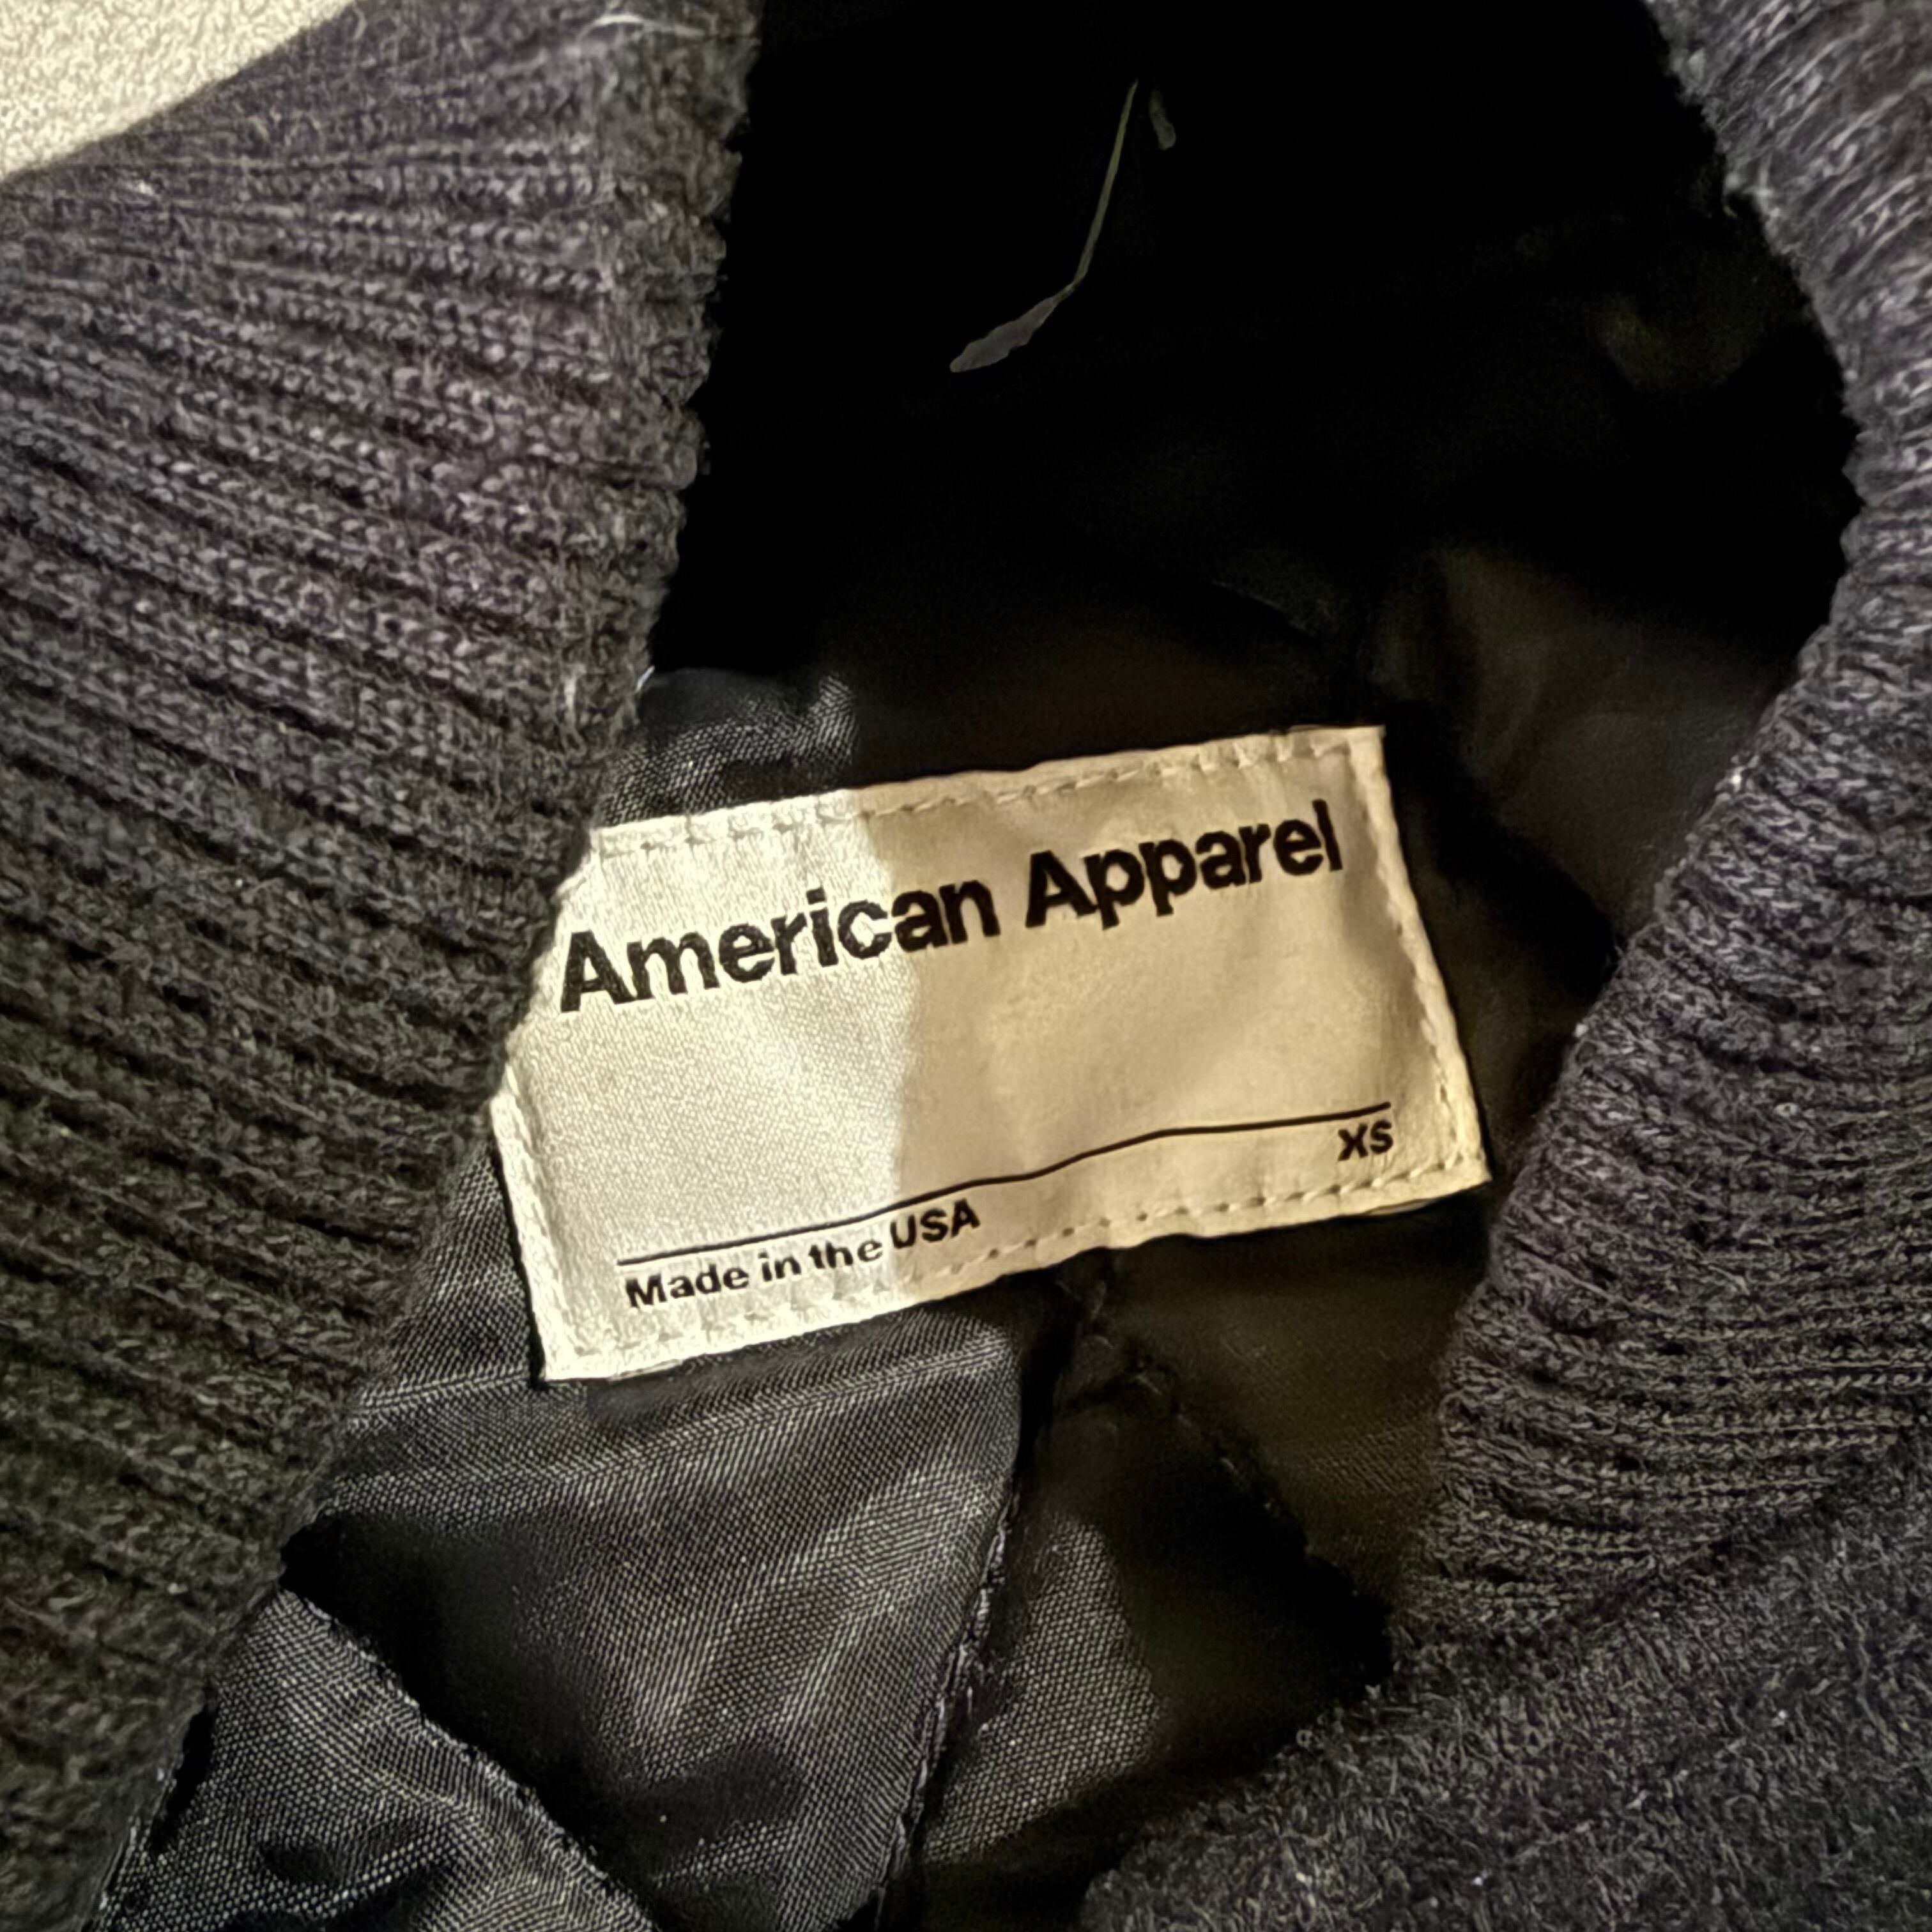 American Apparel
XS
Made in the USA